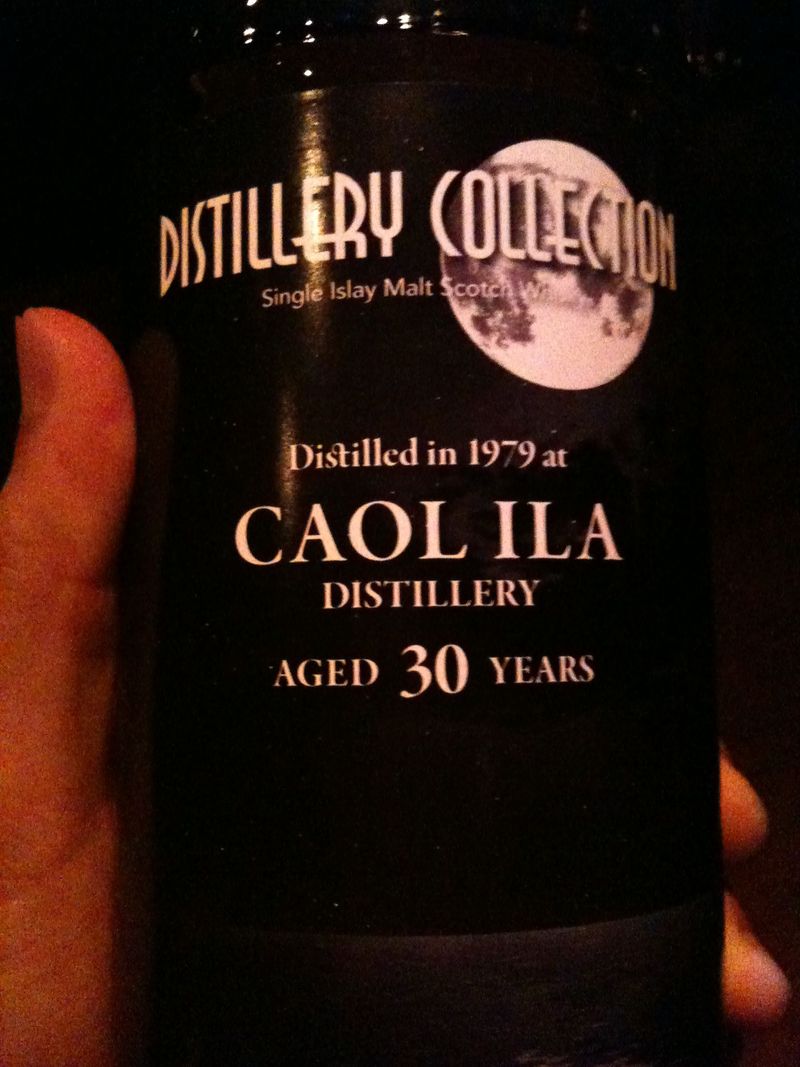 DISTILLERY COLLECTION
Single Islay Malt Scotch
Distilled in 1979 at
CAOL ILA
DISTILLERY
AGED 30 YEARS